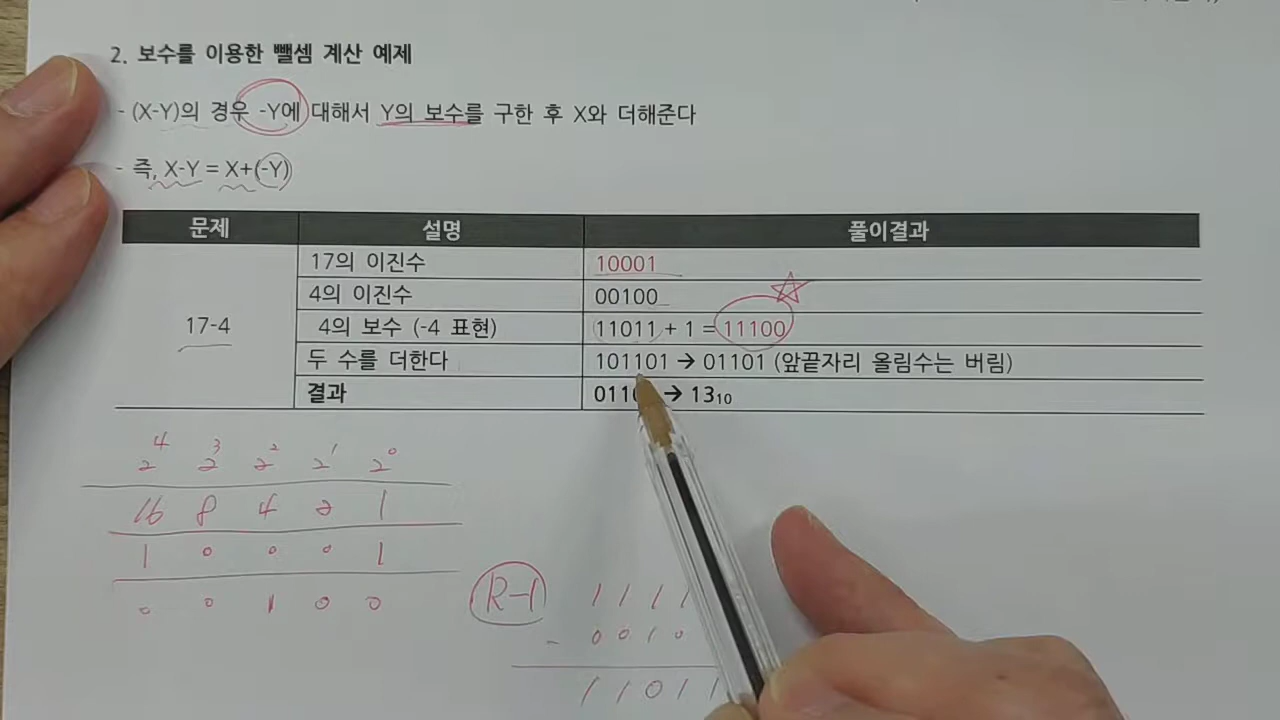 2. 보수를 이용한 뺄셈 계산 예제
- (X-Y)의 경우 -Y에 대해서 Y의 보수를 구한 후 X와 더해준다
- 즉, X-Y = X+(-Y)
문제 설명 풀이결과
17-4
17의 이진수 10001
4의 이진수 00100
4의 보수 (-4 표현) 11011 + 1 = 11100
두 수를 더한다 101101 → 01101 (앞끝자리 올림수는 버림)
결과 → 13₁₀
2⁴ 2³ 2² 2¹ 2⁰
16 8 4 2 1
1 0 0 0 1
0 0 1 0 0
R-1 1 1 1 1
- 0 0 1 0
1 1 0 1 1